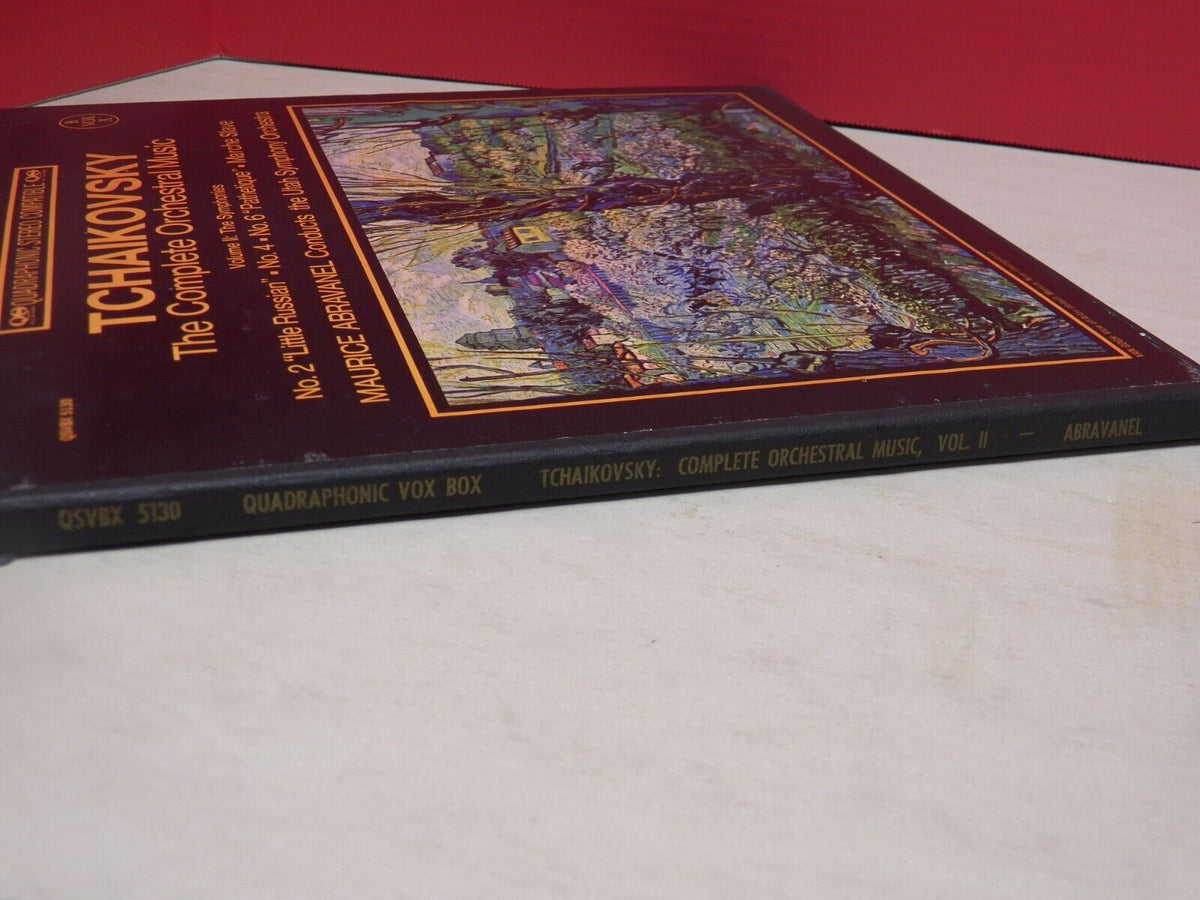 QUADRAPHONIC/STEREO COMPATIBLE
TCHAIKOVSKY
The Complete Orchestral Music
Volume II: The Symphonies
No. 2 "Little Russian" • No. 4 • No. 6 "Pathetique" • Marche Slave
MAURICE ABRAVANEL Conducts the Utah Symphony Orchestra
QSVBX 5130
QSVBX 5130 QUADRAPHONIC VOX BOX TCHAIKOVSKY: COMPLETE ORCHESTRAL MUSIC, VOL. II — ABRAVANEL